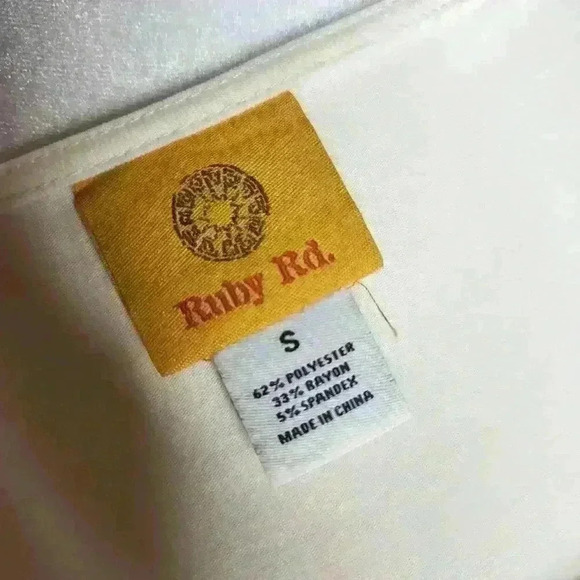 Ruby Rd.
S
62% POLYESTER
33% RAYON
5% SPANDEX
MADE IN CHINA